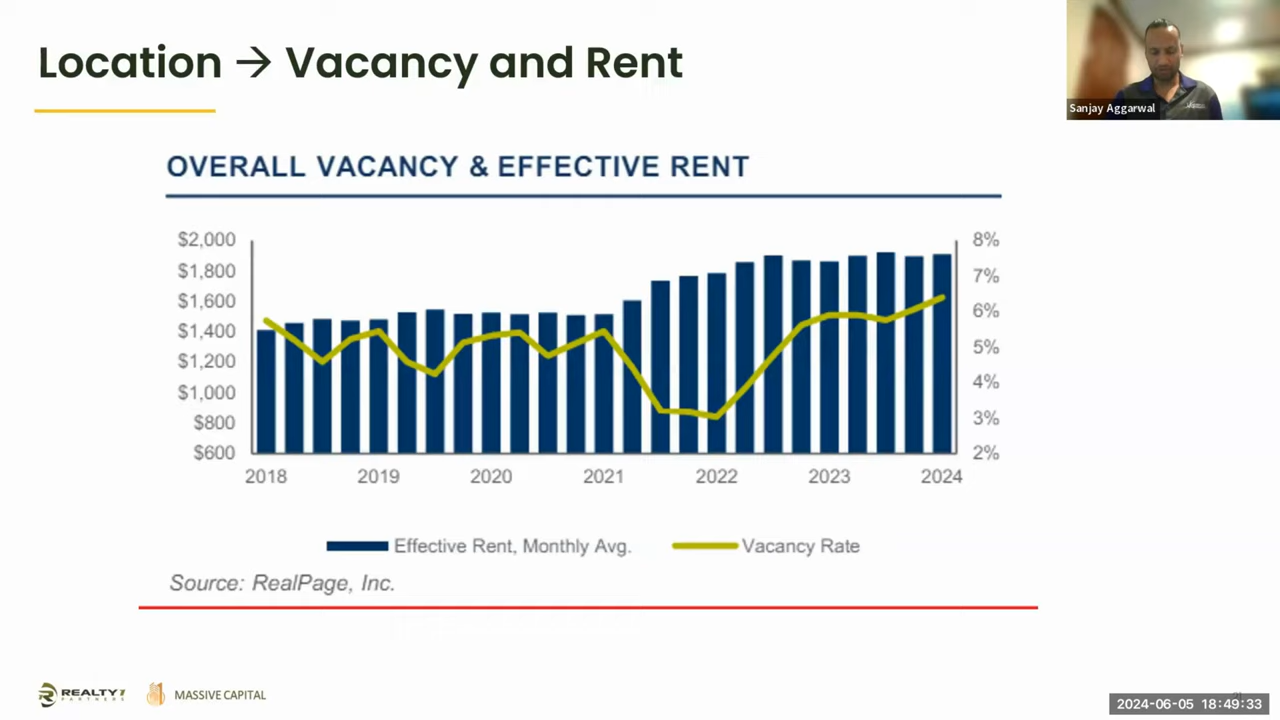 Location → Vacancy and Rent
Sanjay Aggarwal
OVERALL VACANCY & EFFECTIVE RENT
$2,000
$1,800
$1,600
$1,400
$1,200
$1,000
$800
$600
8%
7%
6%
5%
4%
3%
2%
2018 2019 2020 2021 2022 2023 2024
Effective Rent, Monthly Avg. Vacancy Rate
Source: RealPage, Inc.
REALTY1
PARTNERS
MASSIVE CAPITAL
2024-06-05 18:49:33